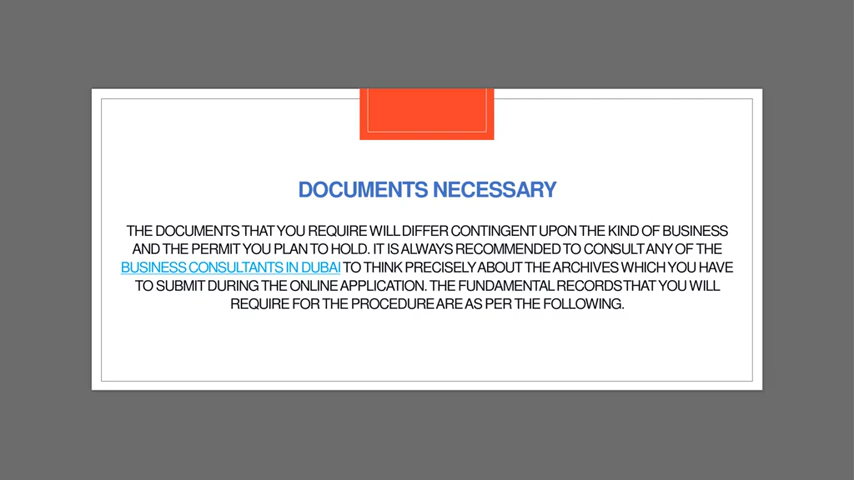 DOCUMENTS NECESSARY
THE DOCUMENTS THAT YOU REQUIRE WILL DIFFER CONTINGENT UPON THE KIND OF BUSINESS
AND THE PERMIT YOU PLAN TO HOLD. IT IS ALWAYS RECOMMENDED TO CONSULT ANY OF THE
BUSINESS CONSULTANTS IN DUBAI TO THINK PRECISELY ABOUT THE ARCHIVES WHICH YOU HAVE
TO SUBMIT DURING THE ONLINE APPLICATION. THE FUNDAMENTAL RECORDS THAT YOU WILL
REQUIRE FOR THE PROCEDURE ARE AS PER THE FOLLOWING.